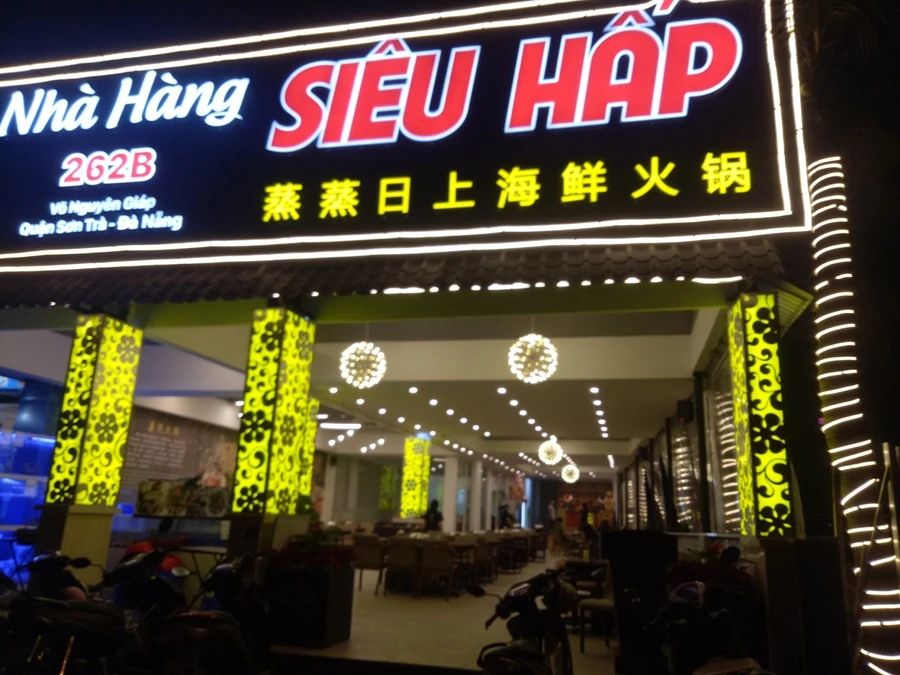 Nhà Hàng
262B
Võ Nguyên Giáp
Quận Sơn Trà - Đà Nẵng
SIÊU HẤP
蒸蒸日上海鲜火锅